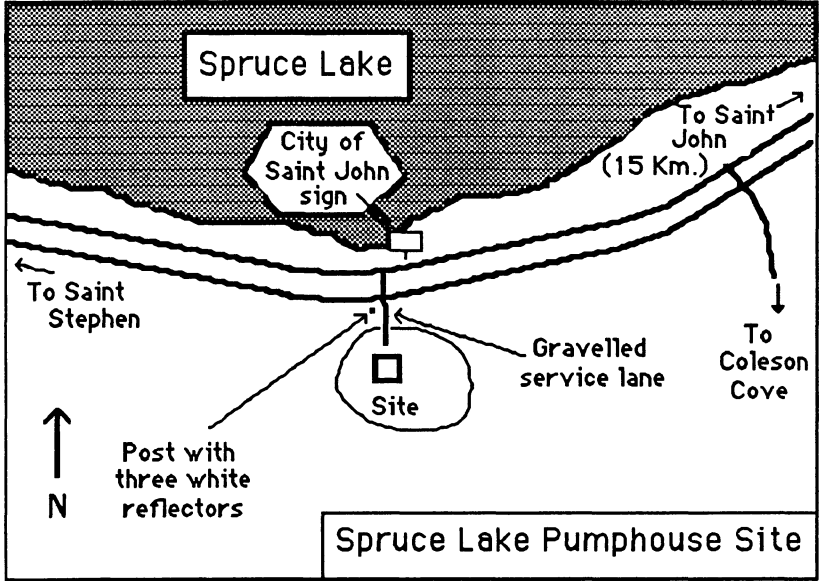 Spruce Lake
City of
Saint John
sign
To Saint
John
(15 Km.)
To Saint
Stephen
Gravelled
service lane
To
Coleson
Cove
Site
Post with
three white
reflectors
N
Spruce Lake Pumphouse Site